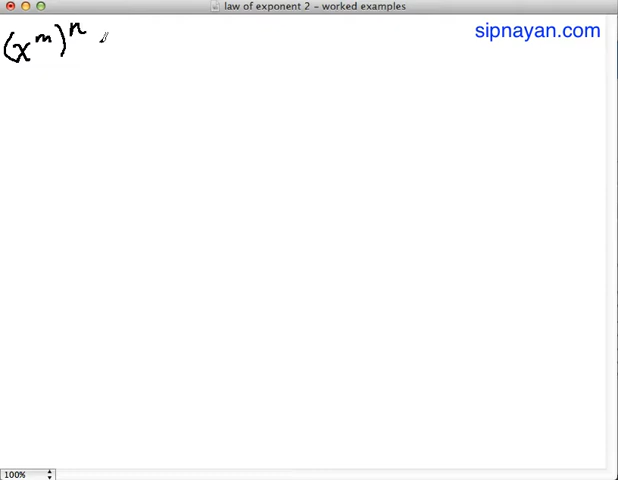 law of exponent 2 – worked examples
(x^m)^n
sipnayan.com
100%